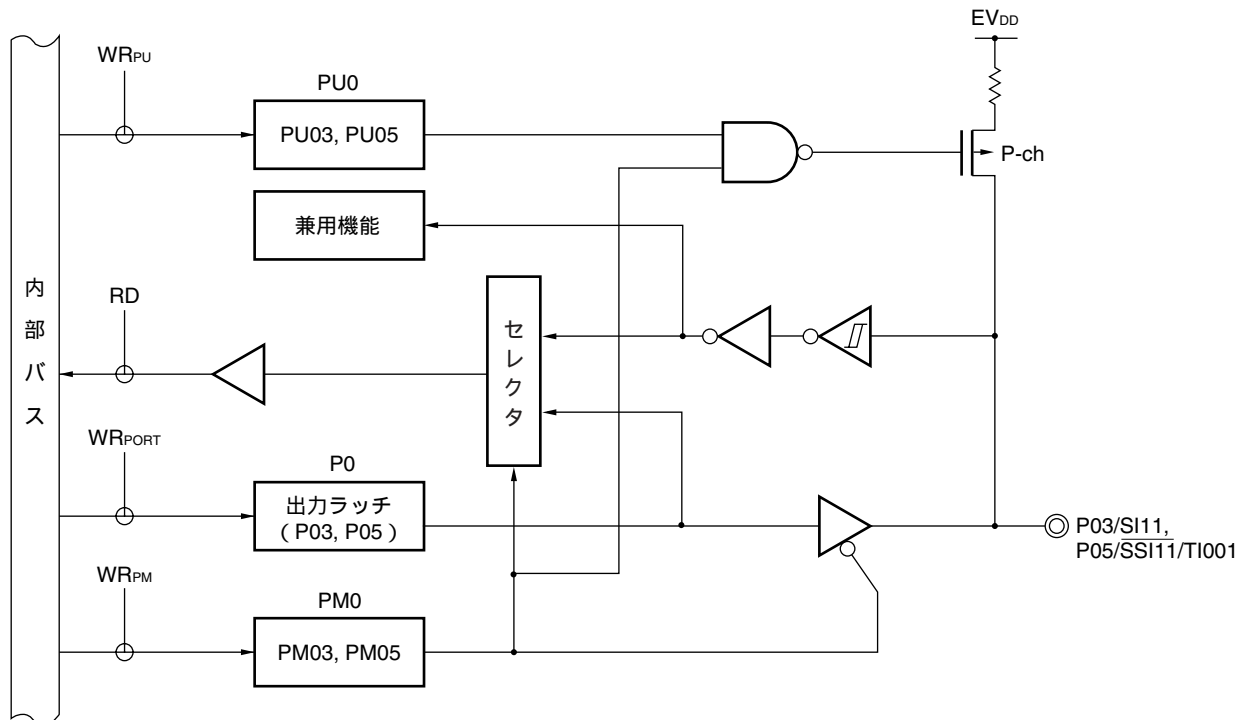 EVDD
WRPU
PU0
PU03, PU05
P-ch
兼用機能
内部バス
RD
セレクタ
WRPORT
P0
出力ラッチ
（P03, P05）
P03/SI11,
P05/SSI11/TI001
WRPM
PM0
PM03, PM05